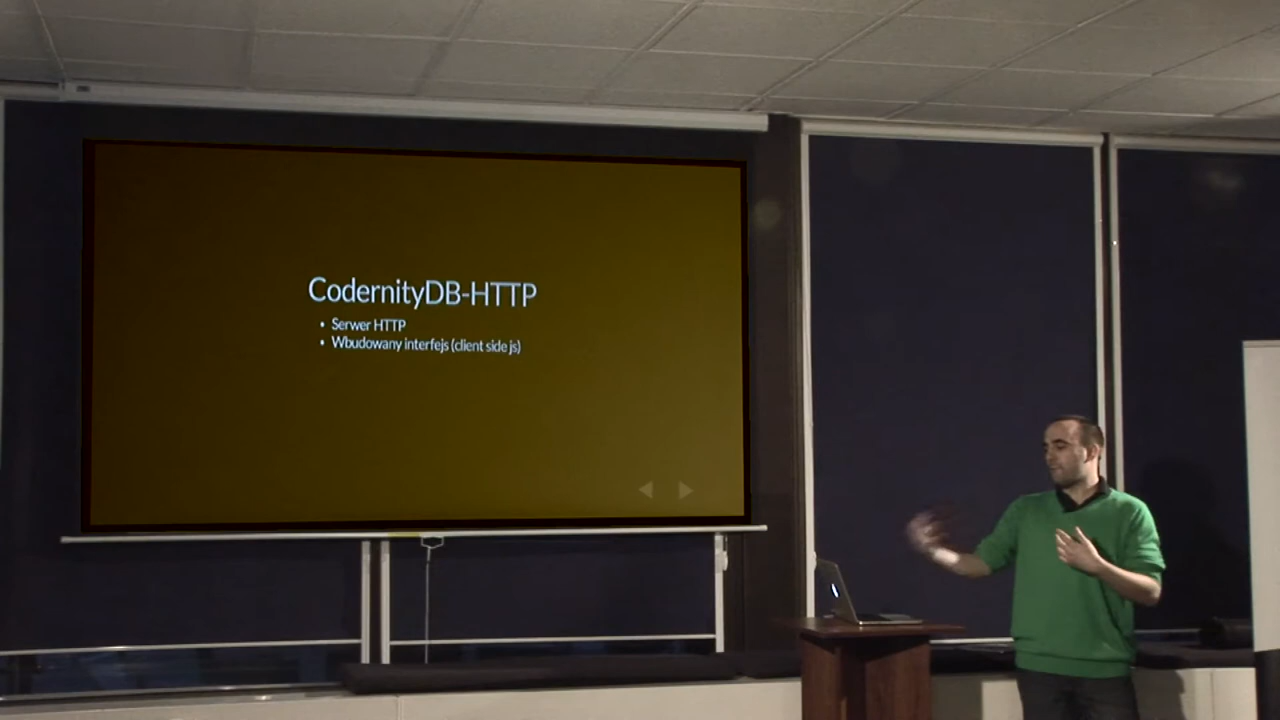 CodernityDB-HTTP
• Serwer HTTP
• Wbudowany interfejs (client side js)